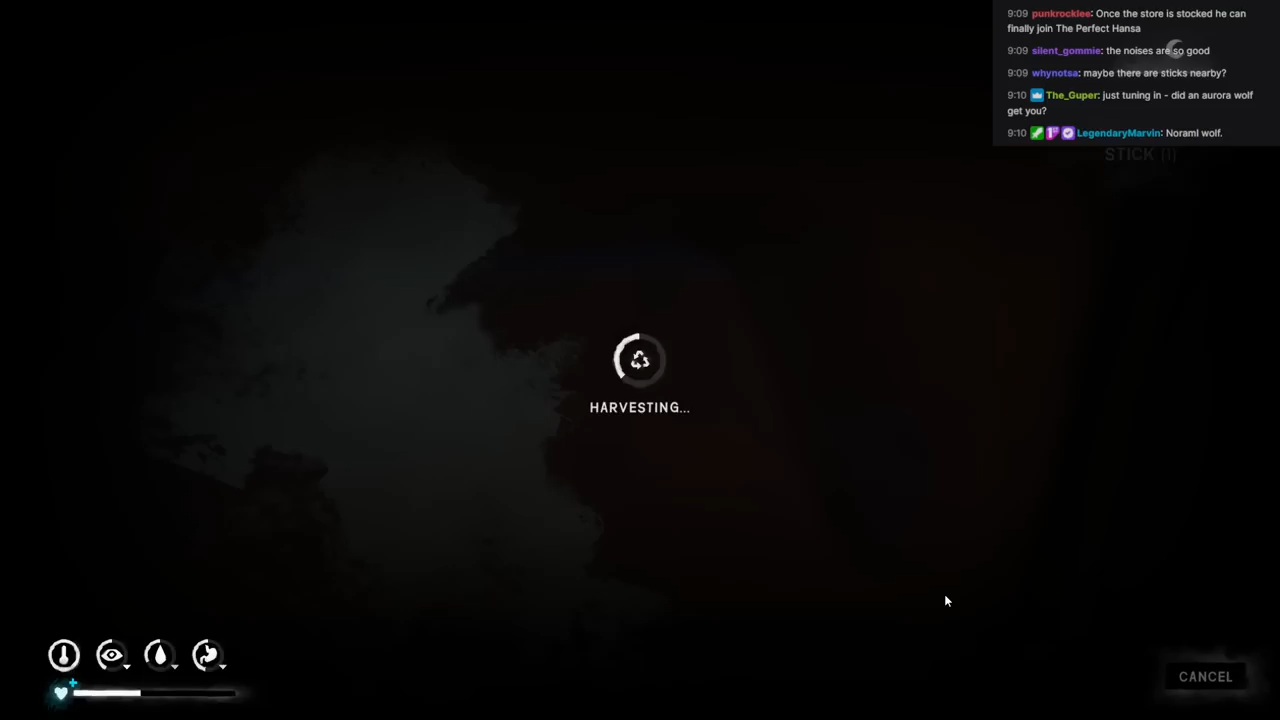 9:09 punkrocklee: Once the store is stocked he can
finally join The Perfect Hansa
9:09 silent_gommie: the noises are so good
9:09 whynotsa: maybe there are sticks nearby?
9:10 The_Guper: just tuning in - did an aurora wolf
get you?
9:10 LegendaryMarvin: Noraml wolf.
STICK (1)
HARVESTING...
CANCEL